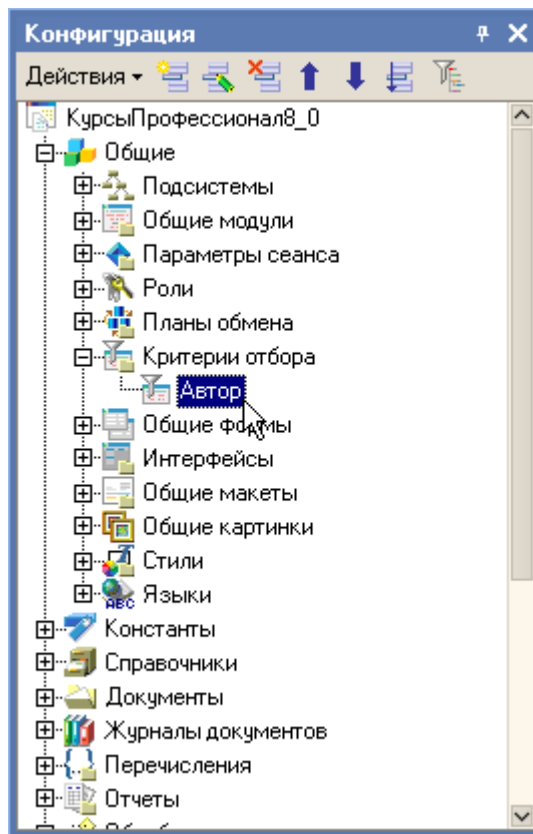 Конфигурация
Действия
КурсыПрофессионал8_0
Общие
Подсистемы
Общие модули
Параметры сеанса
Роли
Планы обмена
Критерии отбора
Автор
Общие формы
Интерфейсы
Общие макеты
Общие картинки
Стили
ABC Языки
Константы
Справочники
Документы
Журналы документов
Перечисления
Отчеты